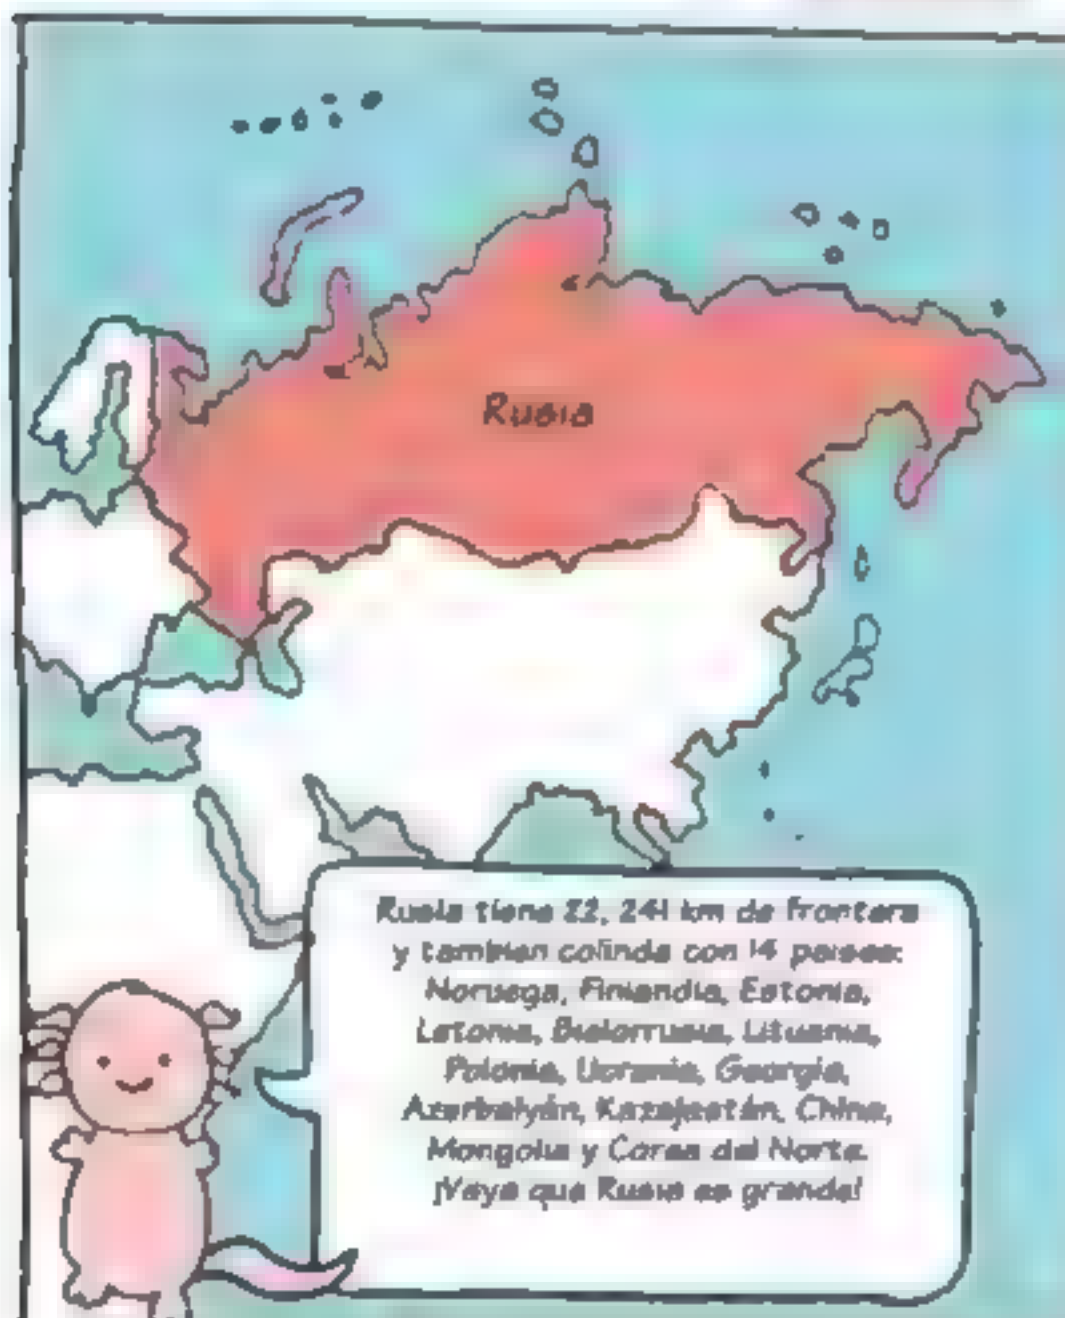 Rusia
Rusia tiene 22, 241 km de frontera
y tambien colinda con 14 paises:
Noruega, Finlandia, Estonia,
Letonia, Bielorrusia, Lituania,
Polonia, Ucrania, Georgia,
Azerbaiyán, Kazajastán, China,
Mongolia y Corea del Norte.
¡Vaya que Rusia es grande!